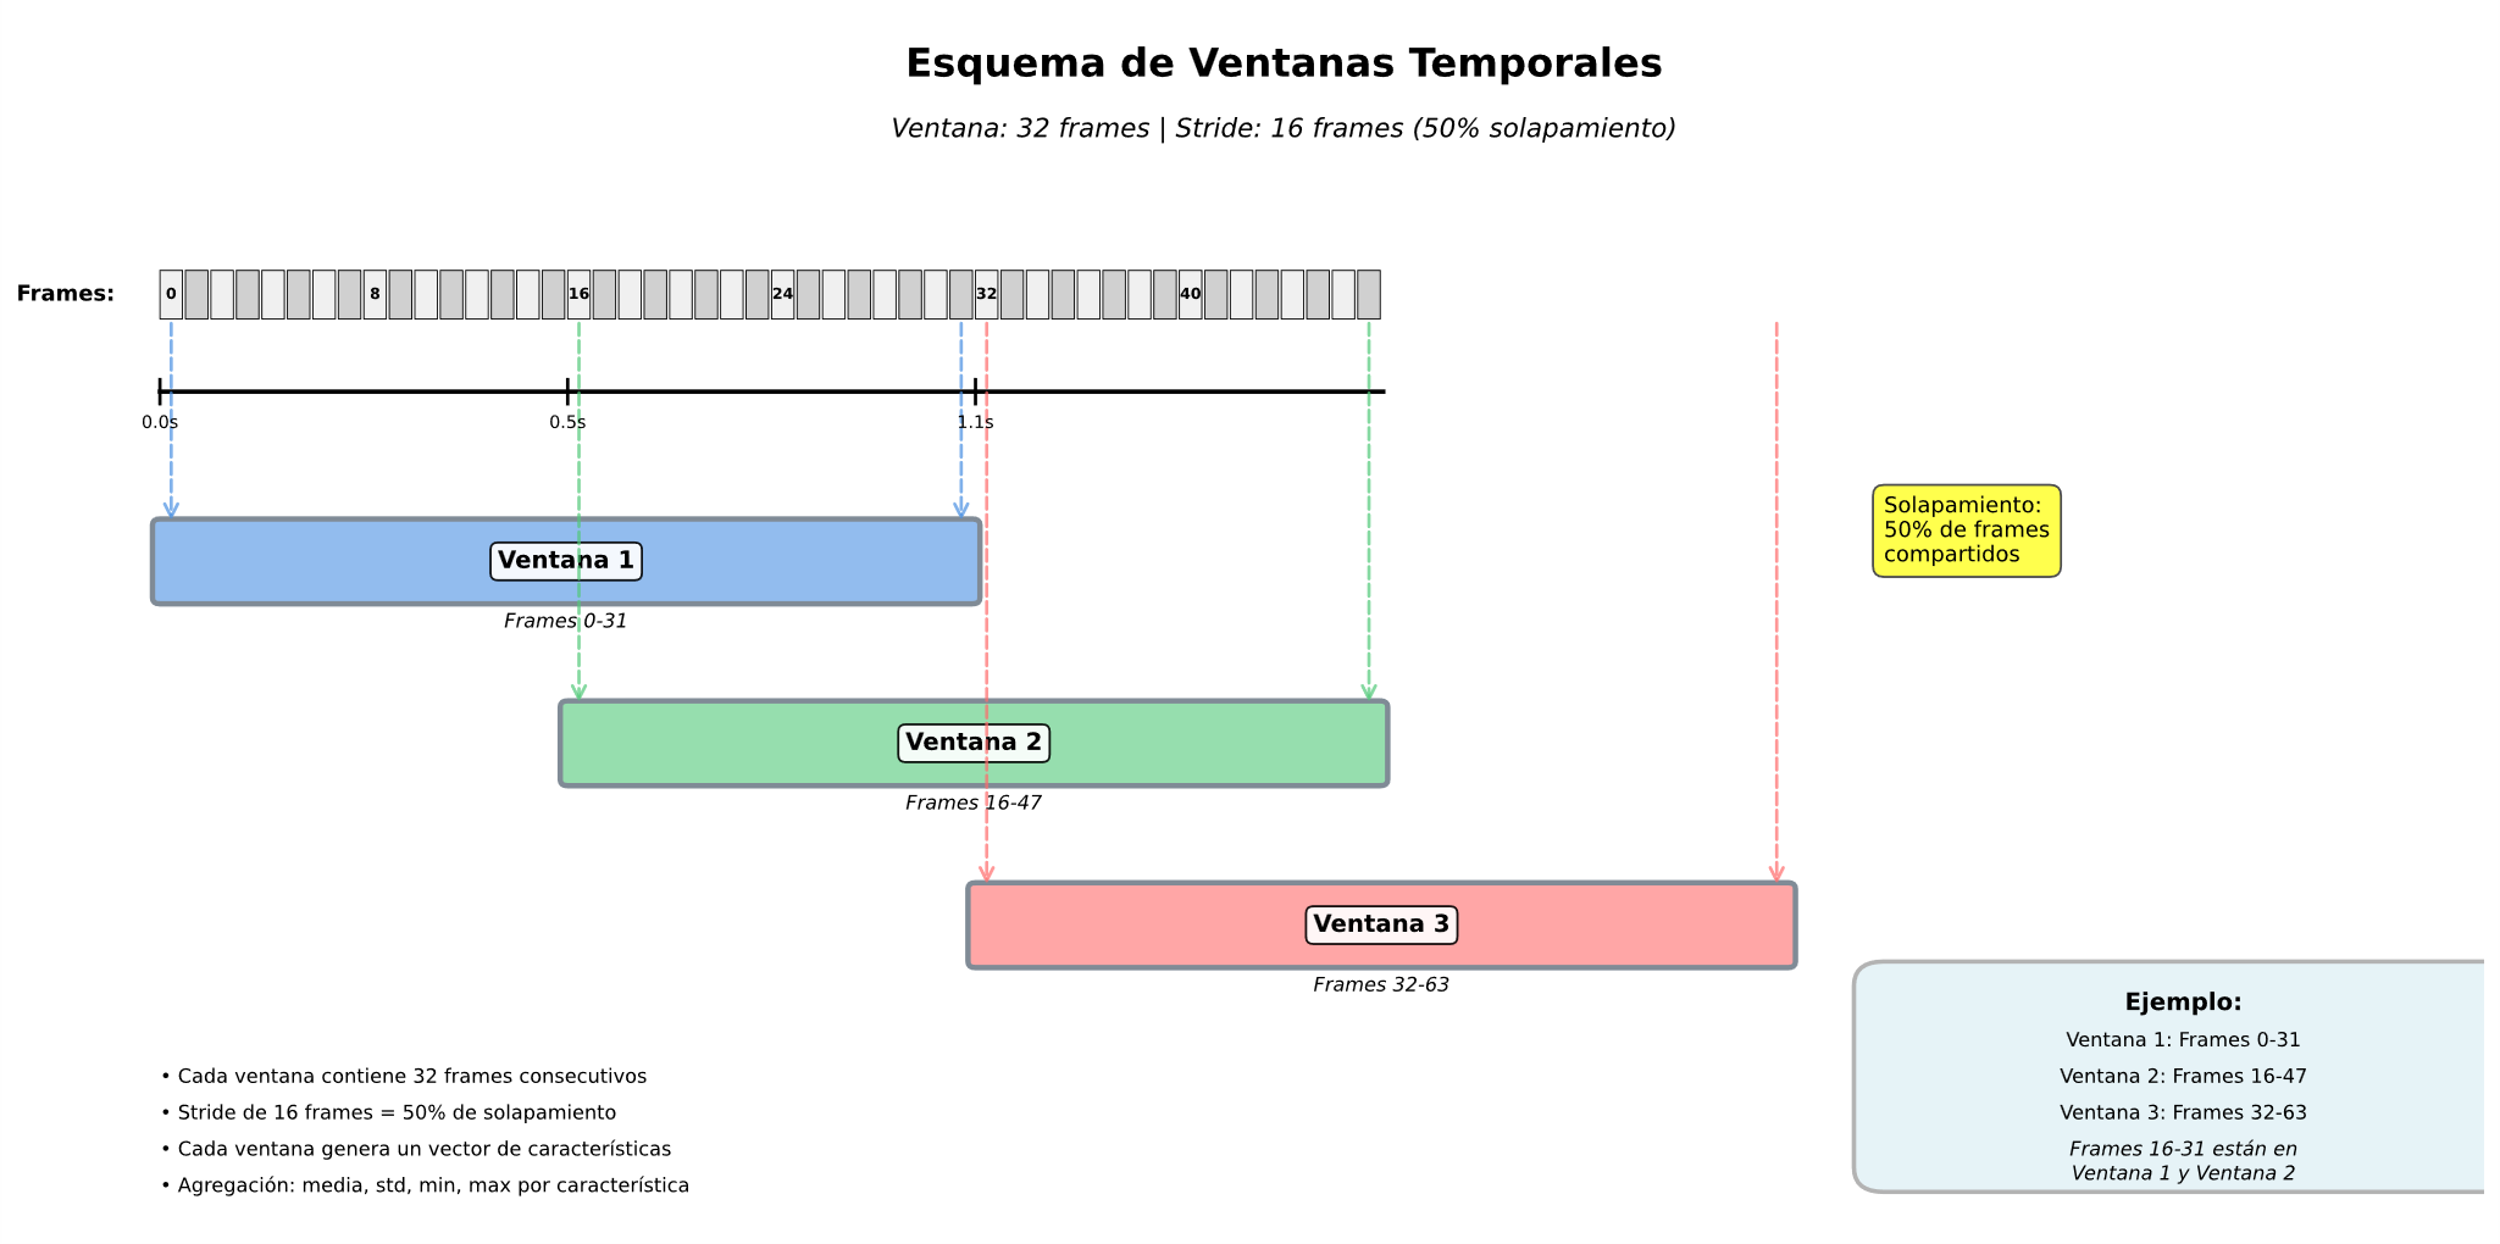 Esquema de Ventanas Temporales
Ventana: 32 frames | Stride: 16 frames (50% solapamiento)
Frames:
0 8 16 24 32 40
0.0s 0.5s 1.1s
Solapamiento:
50% de frames
compartidos
Ventana 1
Frames 0-31
Ventana 2
Frames 16-47
Ventana 3
Frames 32-63
• Cada ventana contiene 32 frames consecutivos
• Stride de 16 frames = 50% de solapamiento
• Cada ventana genera un vector de características
• Agregación: media, std, min, max por característica
Ejemplo:
Ventana 1: Frames 0-31
Ventana 2: Frames 16-47
Ventana 3: Frames 32-63
Frames 16-31 están en
Ventana 1 y Ventana 2